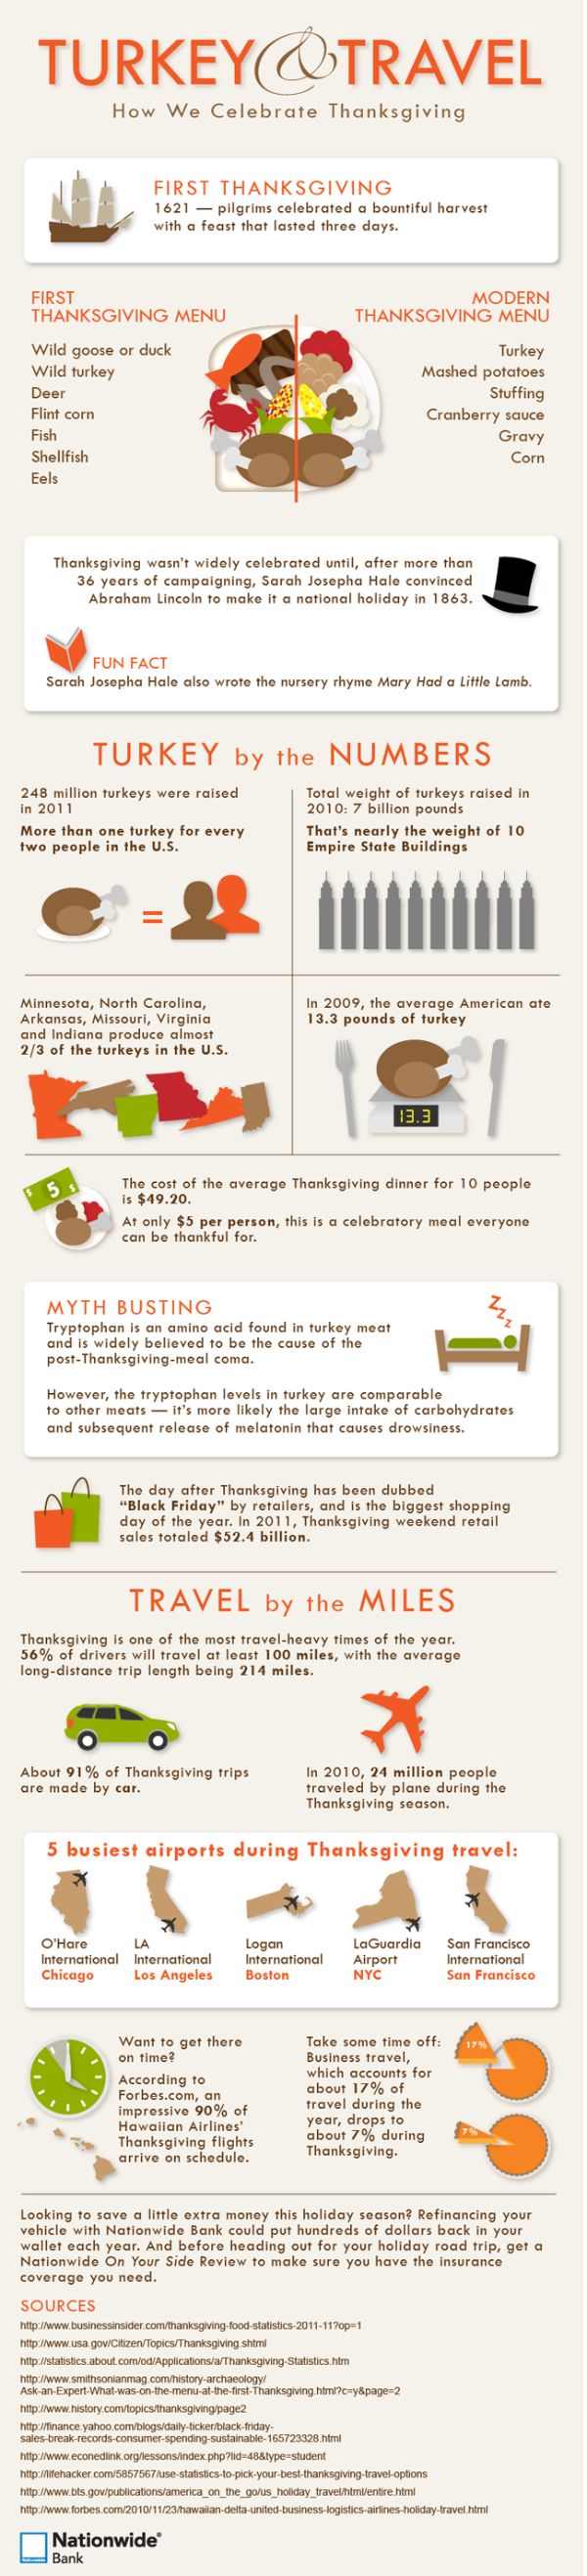 TURKEY & TRAVEL
How We Celebrate Thanksgiving
FIRST THANKSGIVING
1621 — pilgrims celebrated a bountiful harvest
with a feast that lasted three days.
FIRST
THANKSGIVING MENU
Wild goose or duck
Wild turkey
Deer
Flint corn
Fish
Shellfish
Eels
MODERN
THANKSGIVING MENU
Turkey
Mashed potatoes
Stuffing
Cranberry sauce
Gravy
Corn
Thanksgiving wasn't widely celebrated until, after more than
36 years of campaigning, Sarah Josepha Hale convinced
Abraham Lincoln to make it a national holiday in 1863.
FUN FACT
Sarah Josepha Hale also wrote the nursery rhyme Mary Had a Little Lamb.
TURKEY by the NUMBERS
248 million turkeys were raised
in 2011
More than one turkey for every
two people in the U.S.
=
Total weight of turkeys raised in
2010: 7 billion pounds
That's nearly the weight of 10
Empire State Buildings
Minnesota, North Carolina,
Arkansas, Missouri, Virginia
and Indiana produce almost
2/3 of the turkeys in the U.S.
In 2009, the average American ate
13.3 pounds of turkey
13.3
$ 5 $
The cost of the average Thanksgiving dinner for 10 people
is $49.20.
At only $5 per person, this is a celebratory meal everyone
can be thankful for.
MYTH BUSTING
Tryptophan is an amino acid found in turkey meat
and is widely believed to be the cause of the
post-Thanksgiving-meal coma.
Z Z Z
However, the tryptophan levels in turkey are comparable
to other meats — it's more likely the large intake of carbohydrates
and subsequent release of melatonin that causes drowsiness.
The day after Thanksgiving has been dubbed
“Black Friday” by retailers, and is the biggest shopping
day of the year. In 2011, Thanksgiving weekend retail
sales totaled $52.4 billion.
TRAVEL by the MILES
Thanksgiving is one of the most travel-heavy times of the year.
56% of drivers will travel at least 100 miles, with the average
long-distance trip length being 214 miles.
About 91% of Thanksgiving trips
are made by car.
In 2010, 24 million people
traveled by plane during the
Thanksgiving season.
5 busiest airports during Thanksgiving travel:
O'Hare
International
Chicago
LA
International
Los Angeles
Logan
International
Boston
LaGuardia
Airport
NYC
San Francisco
International
San Francisco
Want to get there
on time?
According to
Forbes.com, an
impressive 90% of
Hawaiian Airlines'
Thanksgiving flights
arrive on schedule.
Take some time off:
Business travel,
which accounts for
about 17% of
travel during the
year, drops to
about 7% during
Thanksgiving.
17%
7%
Looking to save a little extra money this holiday season? Refinancing your
vehicle with Nationwide Bank could put hundreds of dollars back in your
wallet each year. And before heading out for your holiday road trip, get a
Nationwide On Your Side Review to make sure you have the insurance
coverage you need.
SOURCES
http://www.businessinsider.com/thanksgiving-food-statistics-2011-11?op=1
http://www.usa.gov/Citizen/Topics/Thanksgiving.shtml
http://statistics.about.com/od/Applications/a/Thanksgiving-Statistics.htm
http://www.smithsonianmag.com/history-archaeology/
Ask-an-Expert-What-was-on-the-menu-at-the-first-Thanksgiving.html?c=y&page=2
http://www.history.com/topics/thanksgiving/page2
http://finance.yahoo.com/blogs/daily-ticker/black-friday-
sales-break-records-consumer-spending-sustainable-165723328.html
http://www.econedlink.org/lessons/index.php?lid=48&type=student
http://lifehacker.com/5857567/use-statistics-to-pick-your-best-thanksgiving-travel-options
http://www.bts.gov/publications/america_on_the_go/us_holiday_travel/html/entire.html
http://www.forbes.com/2010/11/23/hawaiian-delta-united-business-logistics-airlines-holiday-travel.html
Nationwide®
Bank